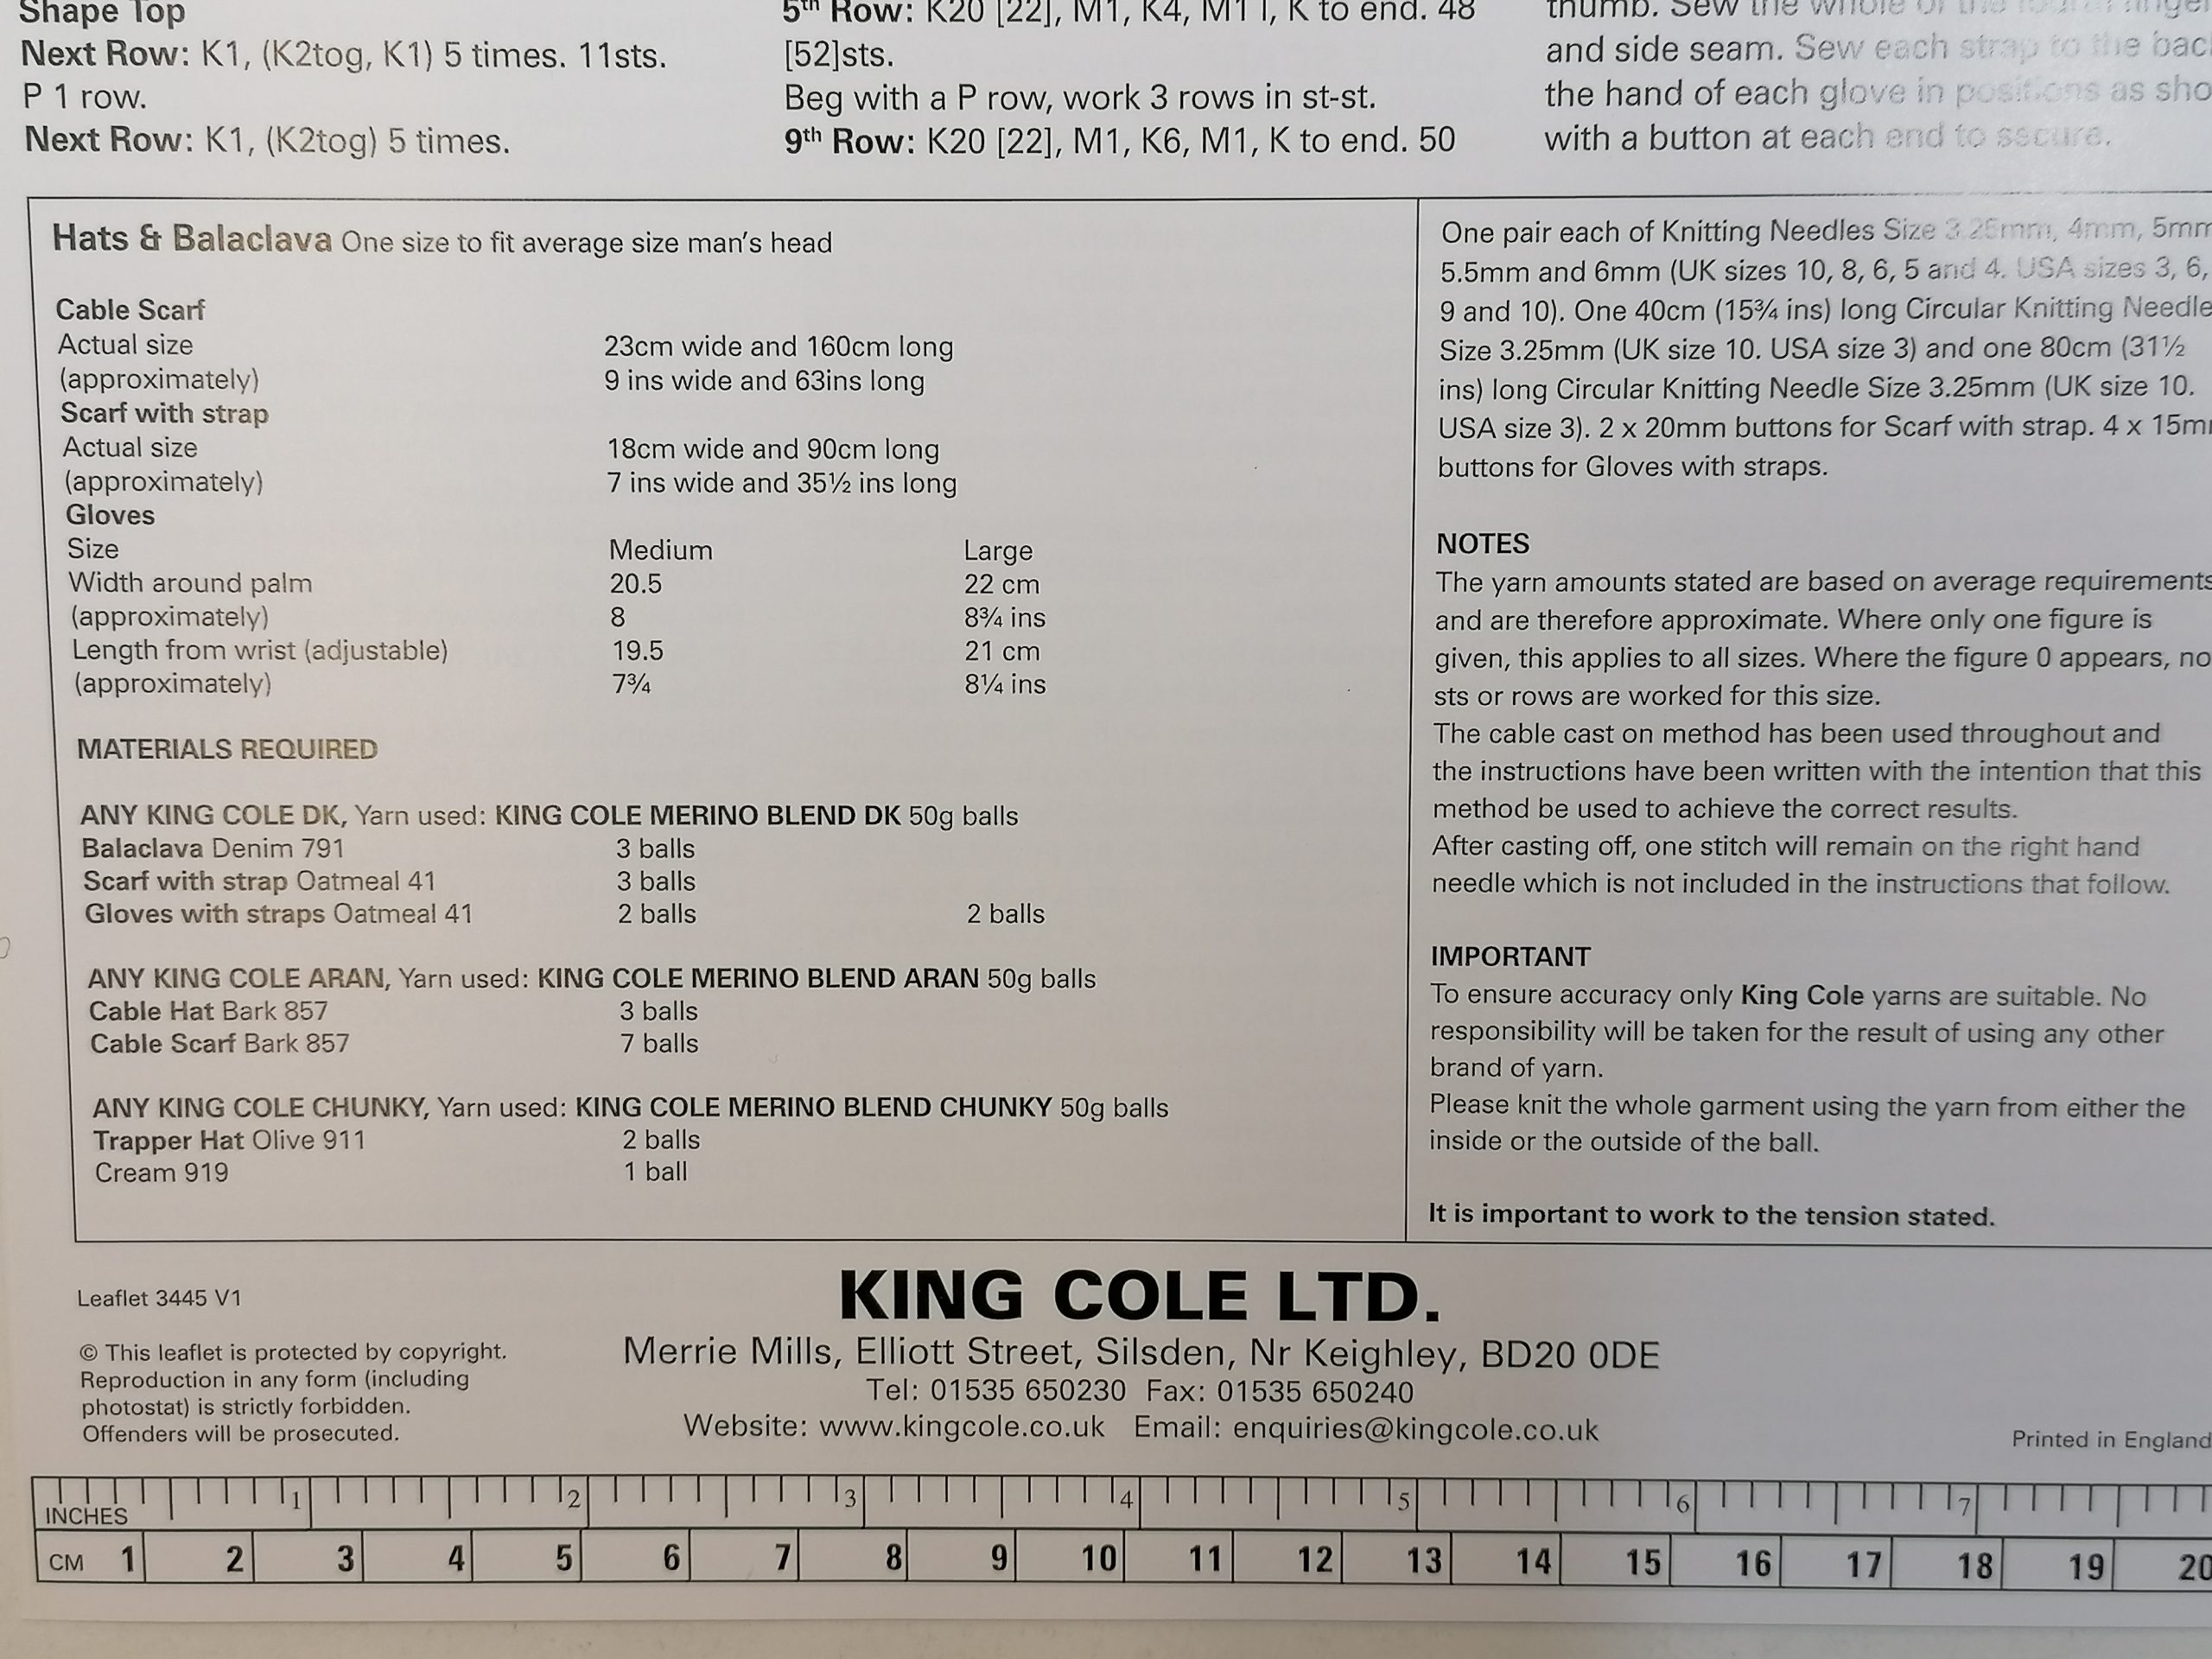 Shape Top
Next Row: K1, (K2tog, K1) 5 times. 11sts.
P 1 row.
Next Row: K1, (K2tog) 5 times.
5th Row: K20 [22], M1, K4, M1, K to end. 48
[52]sts.
Beg with a P row, work 3 rows in st-st.
9th Row: K20 [22], M1, K6, M1, K to end. 50
thumb. Sew the whole of the fourth finger
and side seam. Sew each strap to the
the hand of each glove in positions as
with a button at each end to secure.
Hats & Balaclava One size to fit average size man's head
Cable Scarf
Actual size 23cm wide and 160cm long
(approximately) 9 ins wide and 63ins long
Scarf with strap
Actual size 18cm wide and 90cm long
(approximately) 7 ins wide and 35½ ins long
Gloves
Size Medium Large
Width around palm 20.5 22 cm
(approximately) 8 8¾ ins
Length from wrist (adjustable) 19.5 21 cm
(approximately) 7¾ 8¼ ins
MATERIALS REQUIRED
ANY KING COLE DK, Yarn used: KING COLE MERINO BLEND DK 50g balls
Balaclava Denim 791 3 balls
Scarf with strap Oatmeal 41 3 balls
Gloves with straps Oatmeal 41 2 balls 2 balls
ANY KING COLE ARAN, Yarn used: KING COLE MERINO BLEND ARAN 50g balls
Cable Hat Bark 857 3 balls
Cable Scarf Bark 857 7 balls
ANY KING COLE CHUNKY, Yarn used: KING COLE MERINO BLEND CHUNKY 50g balls
Trapper Hat Olive 911 2 balls
Cream 919 1 ball
One pair each of Knitting Needles Size 3.25mm, 4mm, 5mm
5.5mm and 6mm (UK sizes 10, 8, 6, 5 and 4. USA sizes 3, 6,
9 and 10). One 40cm (15¾ ins) long Circular Knitting Needle
Size 3.25mm (UK size 10. USA size 3) and one 80cm (31½
ins) long Circular Knitting Needle Size 3.25mm (UK size 10.
USA size 3). 2 x 20mm buttons for Scarf with strap. 4 x 15mm
buttons for Gloves with straps.
NOTES
The yarn amounts stated are based on average requirements
and are therefore approximate. Where only one figure is
given, this applies to all sizes. Where the figure 0 appears, no
sts or rows are worked for this size.
The cable cast on method has been used throughout and
the instructions have been written with the intention that this
method be used to achieve the correct results.
After casting off, one stitch will remain on the right hand
needle which is not included in the instructions that follow.
IMPORTANT
To ensure accuracy only King Cole yarns are suitable. No
responsibility will be taken for the result of using any other
brand of yarn.
Please knit the whole garment using the yarn from either the
inside or the outside of the ball.
It is important to work to the tension stated.
Leaflet 3445 V1
© This leaflet is protected by copyright.
Reproduction in any form (including
photostat) is strictly forbidden.
Offenders will be prosecuted.
KING COLE LTD.
Merrie Mills, Elliott Street, Silsden, Nr Keighley, BD20 0DE
Tel: 01535 650230 Fax: 01535 650240
Website: www.kingcole.co.uk Email: enquiries@kingcole.co.uk
Printed in England
INCHES 1 2 3 4 5 6 7
CM 1 2 3 4 5 6 7 8 9 10 11 12 13 14 15 16 17 18 19 20